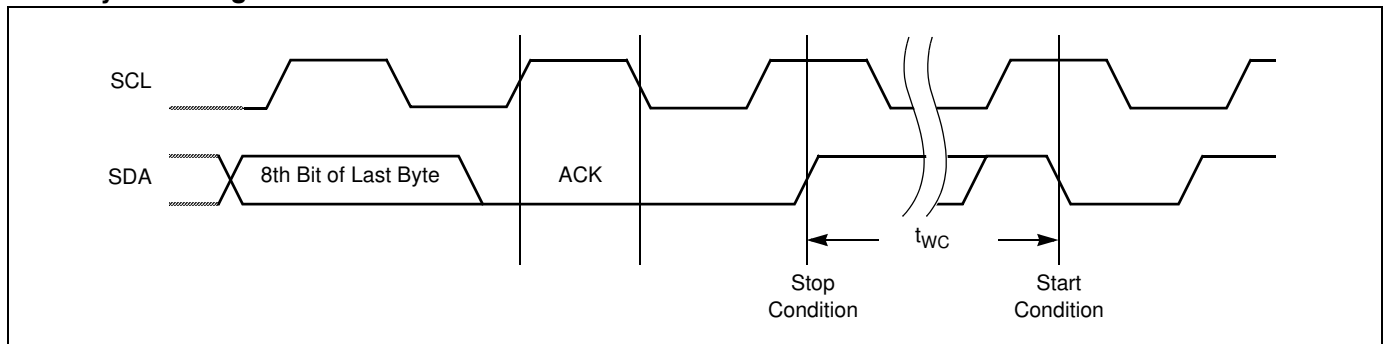 SCL
SDA
8th Bit of Last Byte
ACK
tWC
Stop
Condition
Start
Condition